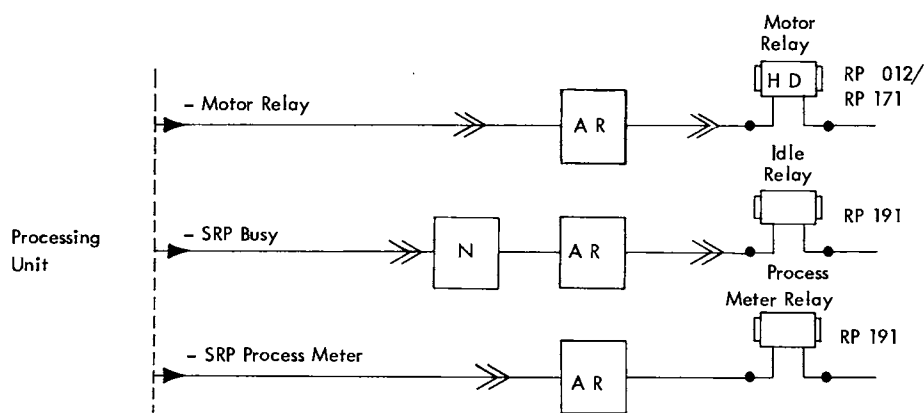 Motor
Relay
H D
RP 012/
RP 171
- Motor Relay
A R
Idle
Relay
RP 191
Processing
Unit
- SRP Busy
N
A R
Process
Meter Relay
RP 191
- SRP Process Meter
A R